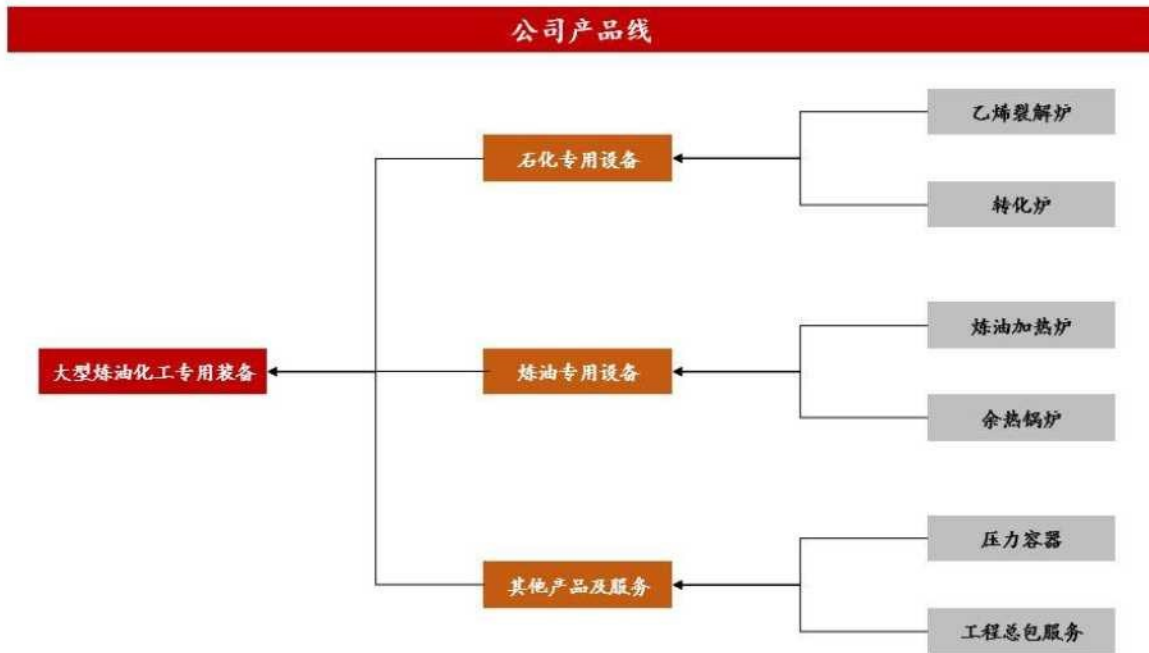 公司产品线
乙烯裂解炉
石化专用设备
转化炉
炼油加热炉
大型炼油化工专用装备
炼油专用设备
余热锅炉
压力容器
其他产品及服务
工程总包服务